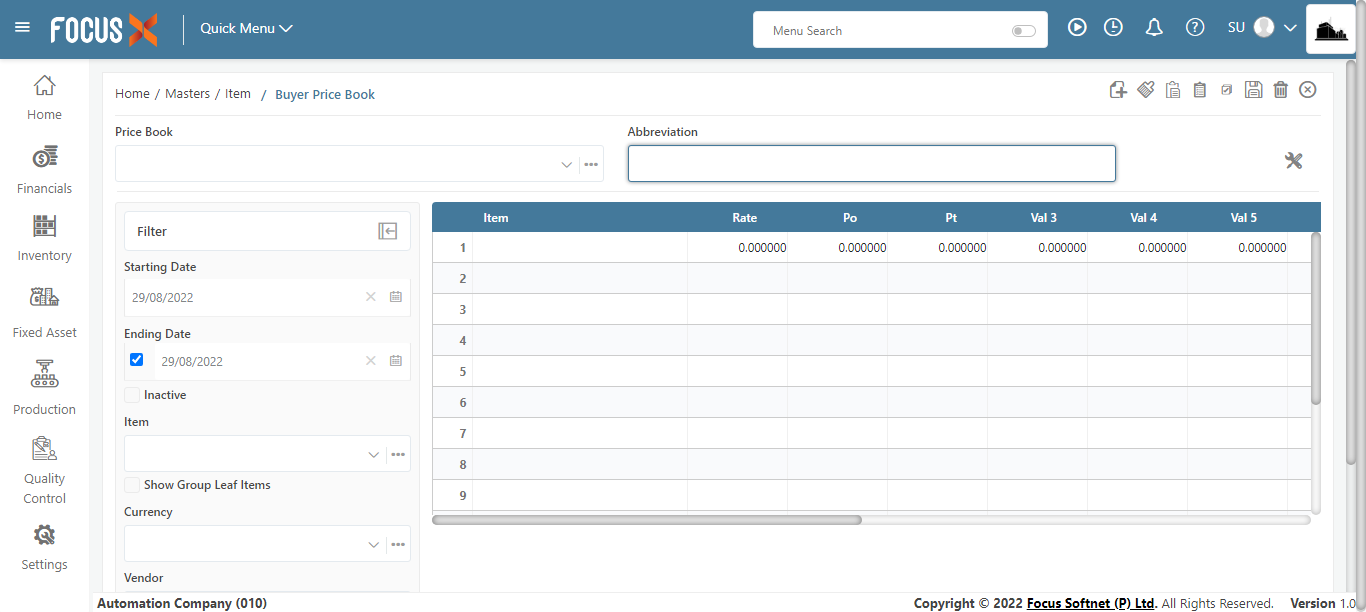 FOCUS X
Quick Menu
Menu Search
SU
Home
Financials
Inventory
Fixed Asset
Production
Quality
Control
Settings
Home / Masters / Item / Buyer Price Book
Price Book
Abbreviation
Filter
Starting Date
29/08/2022
Ending Date
29/08/2022
Inactive
Item
Show Group Leaf Items
Currency
Vendor
Item Rate Po Pt Val 3 Val 4 Val 5
1 0.000000 0.000000 0.000000 0.000000 0.000000 0.000000
2
3
4
5
6
7
8
9
Automation Company (010)
Copyright © 2022 Focus Softnet (P) Ltd. All Rights Reserved. Version 1.0